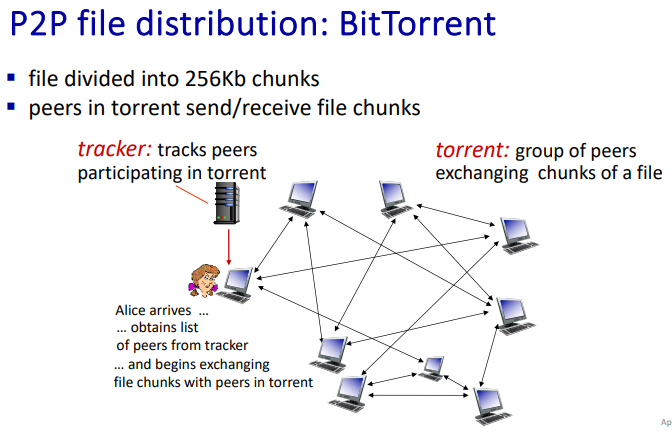 P2P file distribution: BitTorrent
▪ file divided into 256Kb chunks
▪ peers in torrent send/receive file chunks
tracker: tracks peers
participating in torrent
torrent: group of peers
exchanging chunks of a file
Alice arrives …
… obtains list
of peers from tracker
… and begins exchanging
file chunks with peers in torrent
Ap